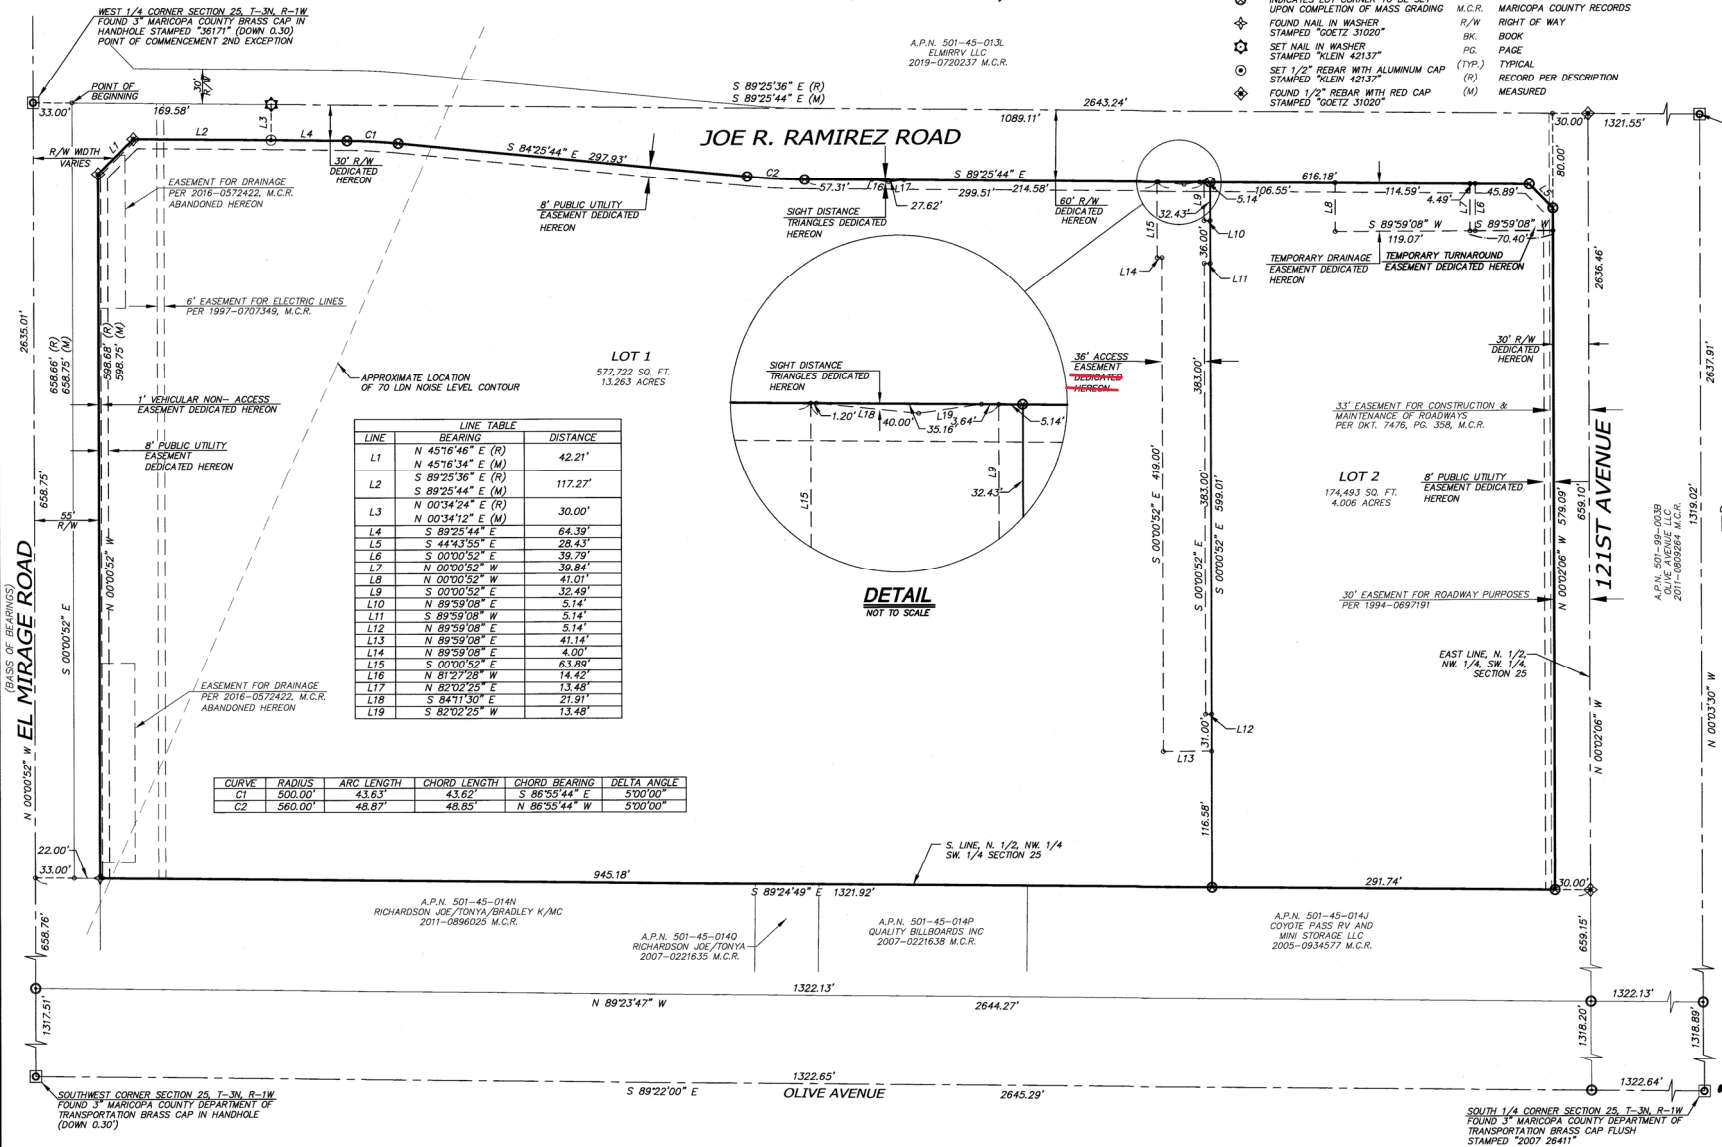 WEST 1/4 CORNER SECTION 25, T-3N, R-1W
FOUND 3" MARICOPA COUNTY BRASS CAP IN
HANDHOLE STAMPED "36171" (DOWN 0.30)
POINT OF COMMENCEMENT 2ND EXCEPTION
A.P.N. 501-45-013L
ELMIRRV LLC
2019-0720237 M.C.R.
UPON COMPLETION OF MASS GRADING
FOUND NAIL IN WASHER
STAMPED "GOETZ 31020"
SET NAIL IN WASHER
STAMPED "KLEIN 42137"
SET 1/2" REBAR WITH ALUMINUM CAP
STAMPED "KLEIN 42137"
FOUND 1/2" REBAR WITH RED CAP
STAMPED "GOETZ 31020"
M.C.R. MARICOPA COUNTY RECORDS
R/W RIGHT OF WAY
BK. BOOK
PG. PAGE
(TYP.) TYPICAL
(R) RECORD PER DESCRIPTION
(M) MEASURED
POINT OF
BEGINNING
30'
R/W
S 89°25'36" E (R)
S 89°25'44" E (M)
2643.24'
33.00'
169.58'
1089.11'
30.00'
1321.55'
L3
L2
L4
C1
L1
JOE R. RAMIREZ ROAD
R/W WIDTH
VARIES
30' R/W
DEDICATED
HEREON
S 84°25'44" E 297.93'
C2
57.31'
L16
L17
S 89°25'44" E
299.51'
214.58'
27.62'
616.18'
106.55'
114.59'
4.49'
45.89'
L5
80.00'
EASEMENT FOR DRAINAGE
PER 2016-0572422, M.C.R.
ABANDONED HEREON
8' PUBLIC UTILITY
EASEMENT DEDICATED
HEREON
SIGHT DISTANCE
TRIANGLES DEDICATED
HEREON
60' R/W
DEDICATED
HEREON
L9
32.43'
5.14'
L8
L7
L6
L15
L10
36.00'
S 89°59'08" W
119.07'
S 89°59'08" W
70.40'
L14
L11
TEMPORARY DRAINAGE
EASEMENT DEDICATED
HEREON
TEMPORARY TURNAROUND
EASEMENT DEDICATED HEREON
2636.46'
6' EASEMENT FOR ELECTRIC LINES
PER 1997-0707349, M.C.R.
2635.01'
658.66' (R)
658.75' (M)
598.68' (R)
598.75' (M)
LOT 1
577,722 SQ. FT.
13.263 ACRES
APPROXIMATE LOCATION
OF 70 LDN NOISE LEVEL CONTOUR
SIGHT DISTANCE
TRIANGLES DEDICATED
HEREON
36' ACCESS
EASEMENT
DEDICATED
HEREON
383.00'
30' R/W
DEDICATED
HEREON
2637.91'
1' VEHICULAR NON- ACCESS
EASEMENT DEDICATED HEREON
1.20'
L18
40.00'
L19
35.16'
3.64'
5.14'
L9
32.43'
L15
33' EASEMENT FOR CONSTRUCTION &
MAINTENANCE OF ROADWAYS
PER DKT. 7476, PG. 358, M.C.R.
8' PUBLIC UTILITY
EASEMENT
DEDICATED HEREON
LINE TABLE
LINE BEARING DISTANCE
L1 N 45°16'46" E (R) N 45°16'34" E (M) 42.21'
L2 S 89°25'36" E (R) S 89°25'44" E (M) 117.27'
L3 N 00°34'24" E (R) N 00°34'12" E (M) 30.00'
L4 S 89°25'44" E 64.39'
L5 S 44°43'55" E 28.43'
L6 S 00°00'52" E 39.79'
L7 N 00°00'52" W 39.84'
L8 N 00°00'52" W 41.01'
L9 S 00°00'52" E 32.49'
L10 N 89°59'08" E 5.14'
L11 S 89°59'08" W 5.14'
L12 N 89°59'08" E 5.14'
L13 N 89°59'08" E 41.14'
L14 N 89°59'08" E 4.00'
L15 S 00°00'52" E 63.89'
L16 N 81°27'28" W 14.42'
L17 N 82°02'25" E 13.48'
L18 S 84°11'30" E 21.91'
L19 S 82°02'25" W 13.48'
DETAIL
NOT TO SCALE
S 00°00'52" E 419.00'
S 00°00'52" E 383.00'
S 00°00'52" E 599.01'
LOT 2
174,493 SQ. FT.
4.006 ACRES
8' PUBLIC UTILITY
EASEMENT DEDICATED
HEREON
30' EASEMENT FOR ROADWAY PURPOSES
PER 1994-0697191
N 00°02'06" W 579.09'
659.10'
121ST AVENUE
A.P.N. 501-99-003B
OLIVE AVENUE LLC
2011-0809264 M.C.R.
1319.02'
658.75'
55'
R/W
N 00°00'52" W
S 00°00'52" E
(BASIS OF BEARINGS)
EL MIRAGE ROAD
N 00°00'52" W
EAST LINE, N. 1/2,
NW. 1/4, SW. 1/4,
SECTION 25
EASEMENT FOR DRAINAGE
PER 2016-0572422, M.C.R.
ABANDONED HEREON
N 00°02'06" W
N 00°03'30" W
L12
31.00'
L13
116.58'
CURVE RADIUS ARC LENGTH CHORD LENGTH CHORD BEARING DELTA ANGLE
C1 500.00' 43.63' 43.62' S 86°55'44" E 5°00'00"
C2 560.00' 48.87' 48.85' N 86°55'44" W 5°00'00"
22.00'
33.00'
S. LINE, N. 1/2, NW. 1/4
SW. 1/4 SECTION 25
945.18'
S 89°24'49" E 1321.92'
291.74'
30.00'
A.P.N. 501-45-014N
RICHARDSON JOE/TONYA/BRADLEY K/MC
2011-0896025 M.C.R.
A.P.N. 501-45-014Q
RICHARDSON JOE/TONYA
2007-0221635 M.C.R.
A.P.N. 501-45-014P
QUALITY BILLBOARDS INC
2007-0221638 M.C.R.
A.P.N. 501-45-014J
COYOTE PASS RV AND
MINI STORAGE LLC
2005-0934577 M.C.R.
658.76'
659.15'
1322.13'
N 89°23'47" W
2644.27'
1322.13'
1317.51'
1318.20'
1318.89'
1322.65'
S 89°22'00" E
OLIVE AVENUE
2645.29'
1322.64'
SOUTHWEST CORNER SECTION 25, T-3N, R-1W
FOUND 3" MARICOPA COUNTY DEPARTMENT OF
TRANSPORTATION BRASS CAP IN HANDHOLE
(DOWN 0.30')
SOUTH 1/4 CORNER SECTION 25, T-3N, R-1W
FOUND 3" MARICOPA COUNTY DEPARTMENT OF
TRANSPORTATION BRASS CAP FLUSH
STAMPED "2007 26411"